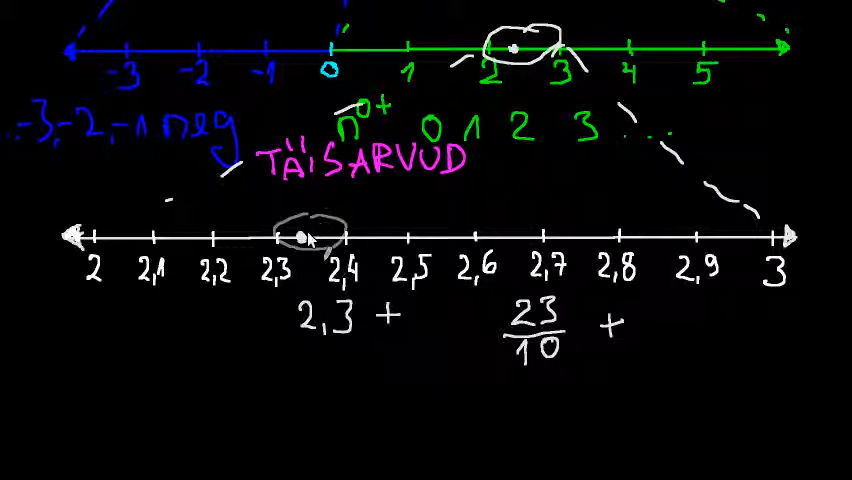 -3 -2 -1 0 1 2 3 4 5
..-3,-2,-1 neg n⁰⁺ 0 1 2 3 ...
TÄISARVUD
2 2,1 2,2 2,3 2,4 2,5 2,6 2,7 2,8 2,9 3
2,3 + 23/10 +